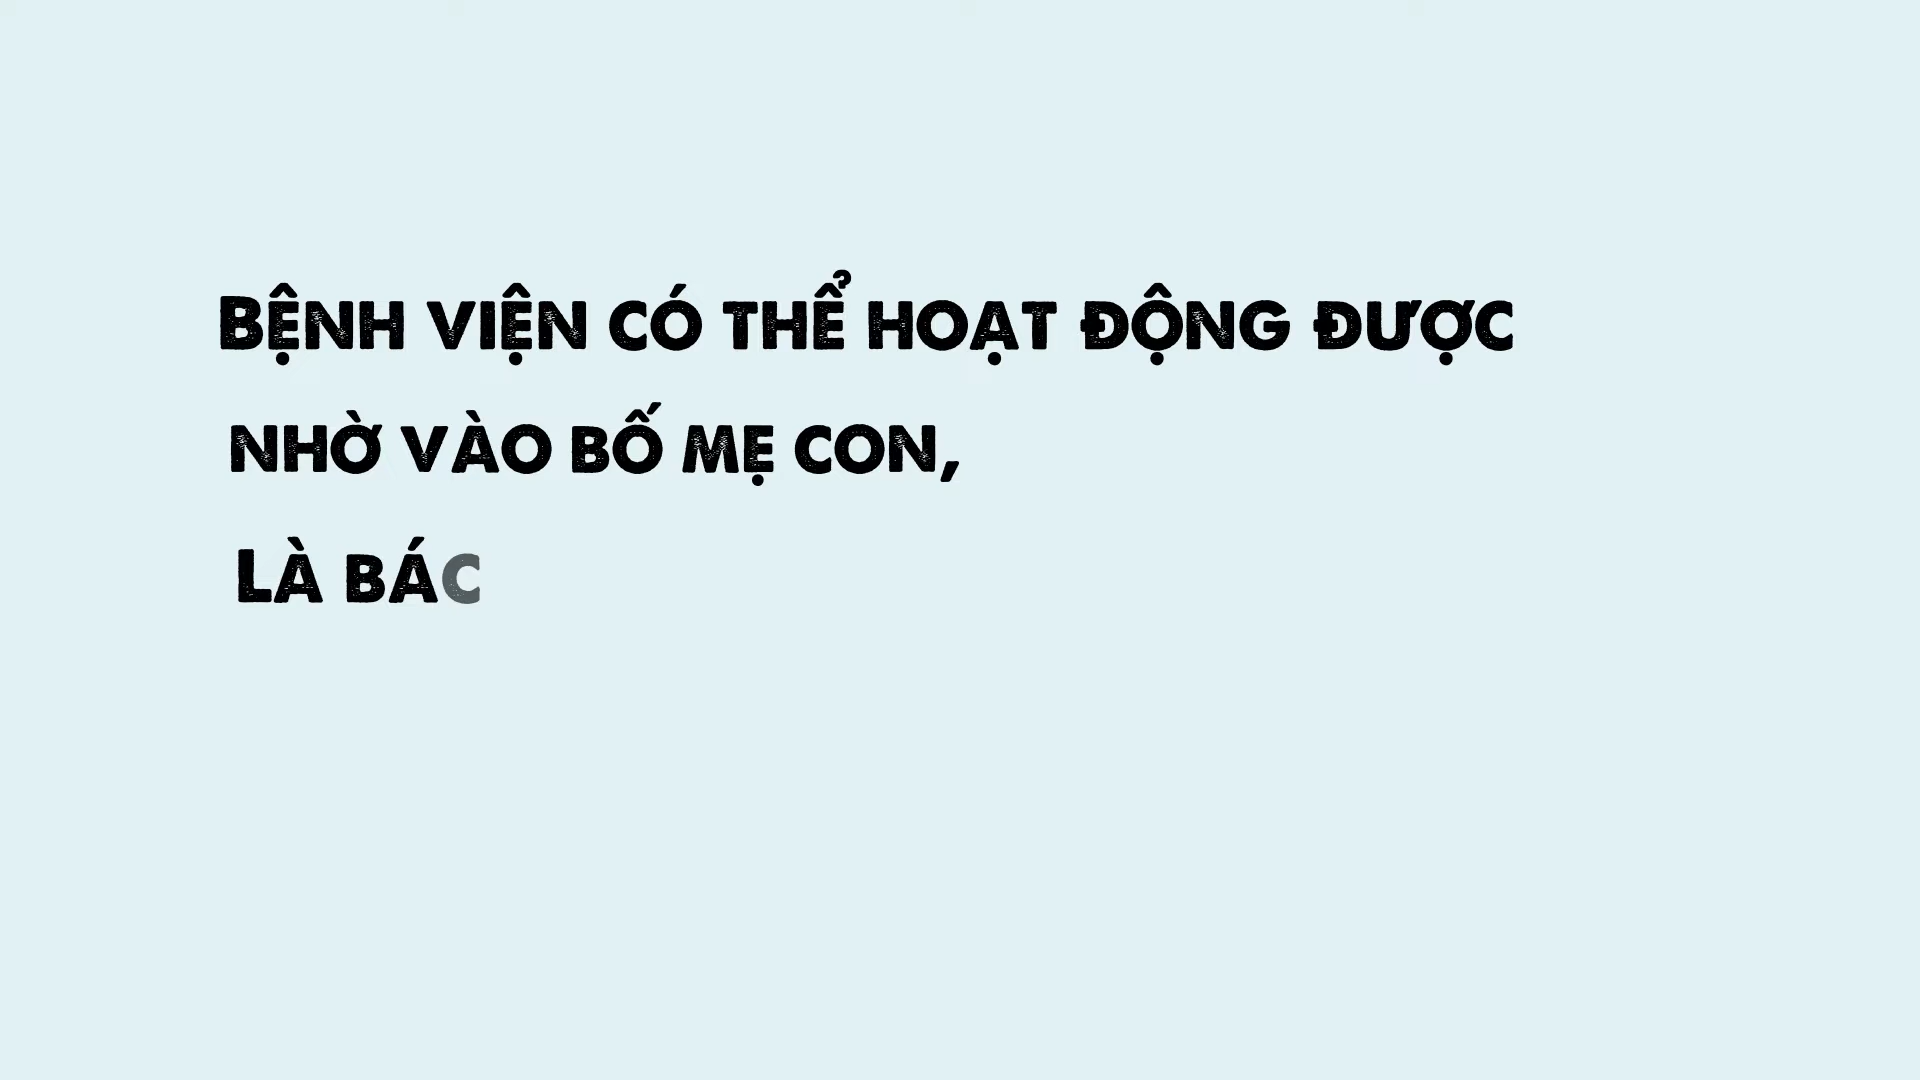 BỆNH VIỆN CÓ THỂ HOẠT ĐỘNG ĐƯỢC
NHỜ VÀO BỐ MẸ CON,
LÀ BÁC